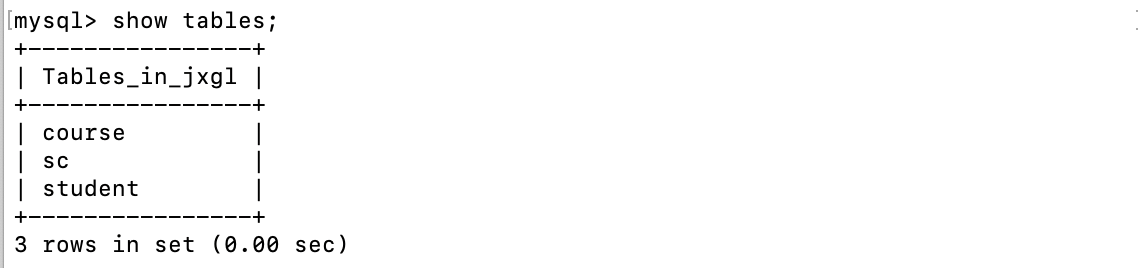 [mysql> show tables;
+----------------+
| Tables_in_jxgl |
+----------------+
| course         |
| sc             |
| student        |
+----------------+
3 rows in set (0.00 sec)